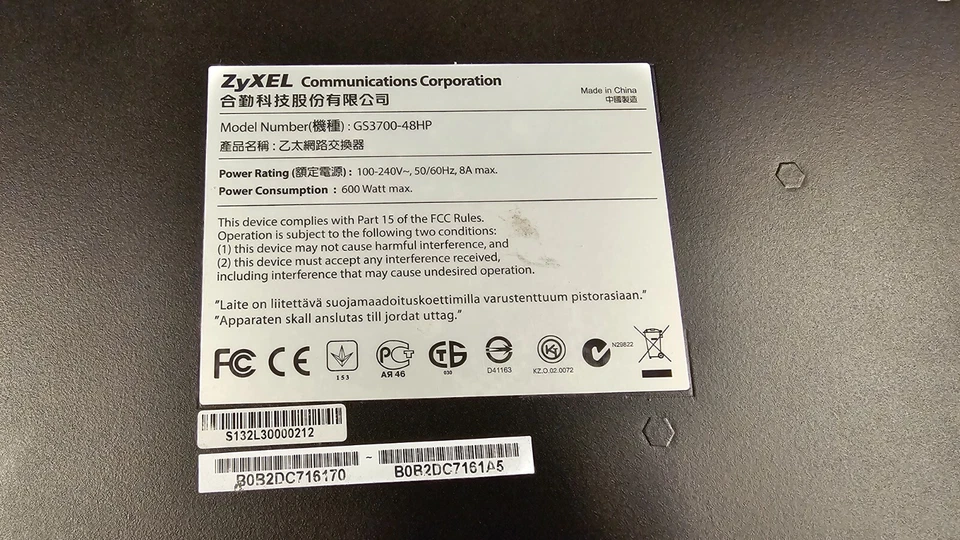 ZyXEL Communications Corporation
合勤科技股份有限公司
Made in China
中國製造
Model Number(機種) : GS3700-48HP
產品名稱 : 乙太網路交換器
Power Rating (額定電源) : 100-240V~, 50/60Hz, 8A max.
Power Consumption : 600 Watt max.
This device complies with Part 15 of the FCC Rules.
Operation is subject to the following two conditions:
(1) this device may not cause harmful interference, and
(2) this device must accept any interference received,
including interference that may cause undesired operation.
"Laite on liitettävä suojamaadoituskoettimilla varustenttuum pistorasiaan."
"Apparaten skall anslutas till jordat uttag."
FC CE PCT
153 АЯ 46 030 D41163 KZ.O.02.0072 N29822
S132L30000212
B0B2DC716170 ~ B0B2DC7161A5